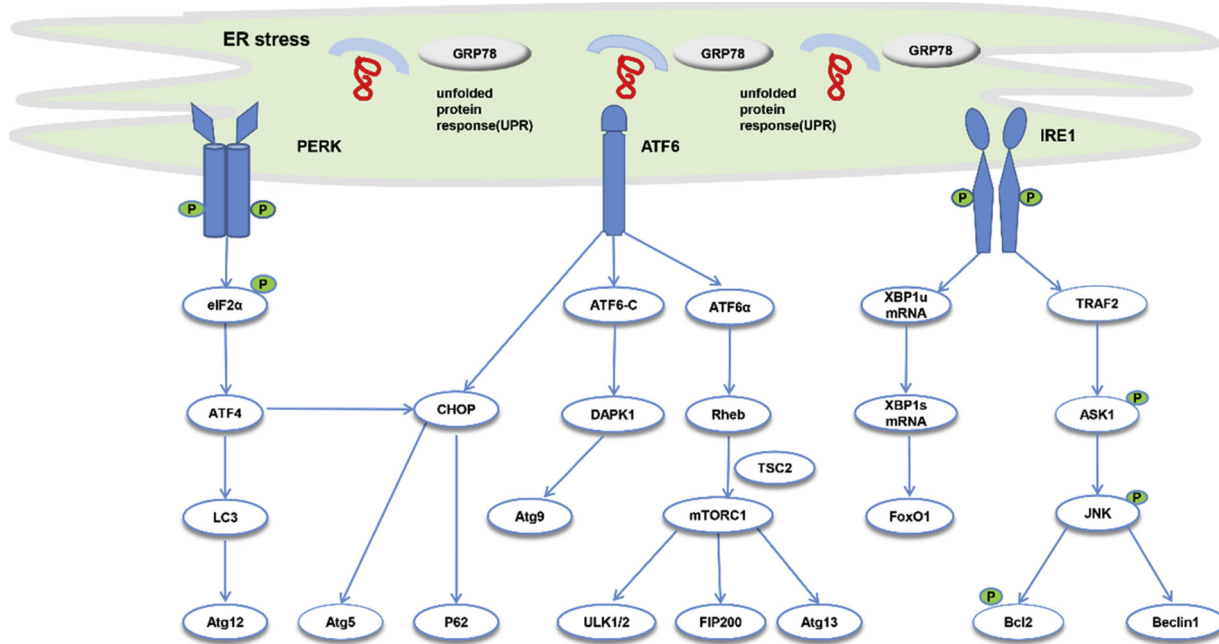 ER stress
GRP78
GRP78
GRP78
unfolded
protein
response(UPR)
unfolded
protein
response(UPR)
PERK
ATF6
IRE1
P
P
P
P
P
eIF2α
ATF6-C
ATF6α
XBP1u
mRNA
TRAF2
P
ATF4
CHOP
DAPK1
Rheb
XBP1s
mRNA
ASK1
TSC2
P
LC3
Atg9
mTORC1
FoxO1
JNK
P
Atg12
Atg5
P62
ULK1/2
FIP200
Atg13
Bcl2
Beclin1